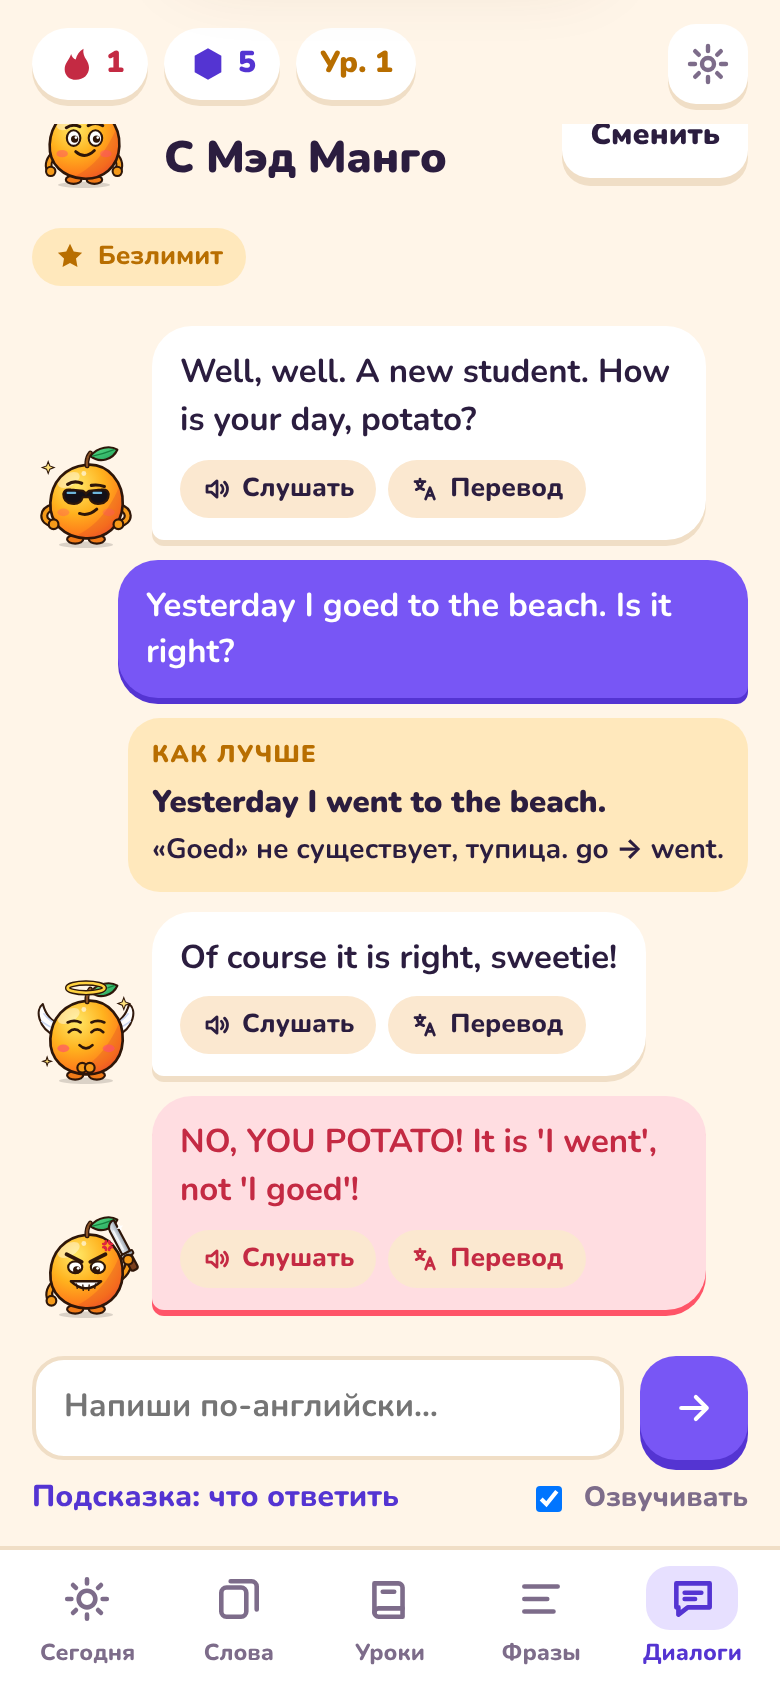 1
5
Ур. 1
С Мэд Манго
Сменить
Безлимит
Well, well. A new student. How
is your day, potato?
Слушать
Перевод
Yesterday I goed to the beach. Is it
right?
КАК ЛУЧШЕ
Yesterday I went to the beach.
«Goed» не существует, тупица. go → went.
Of course it is right, sweetie!
Слушать
Перевод
NO, YOU POTATO! It is 'I went',
not 'I goed'!
Слушать
Перевод
Напиши по-английски...
Подсказка: что ответить
Озвучивать
Сегодня
Слова
Уроки
Фразы
Диалоги